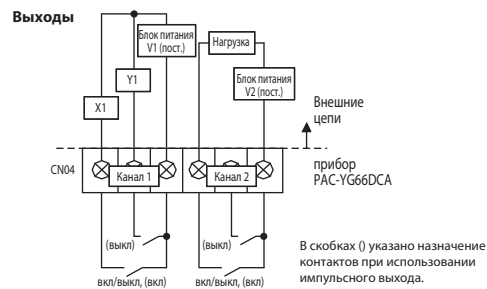 Выходы
Блок питания
V1 (пост.)
Нагрузка
Y1
Блок питания
V2 (пост.)
X1
Внешние
цепи
CN04
Канал 1
Канал 2
прибор
PAC-YG66DCA
(выкл)
(выкл)
вкл/выкл, (вкл)
вкл/выкл, (вкл)
В скобках () указано назначение
контактов при использовании
импульсного выхода.